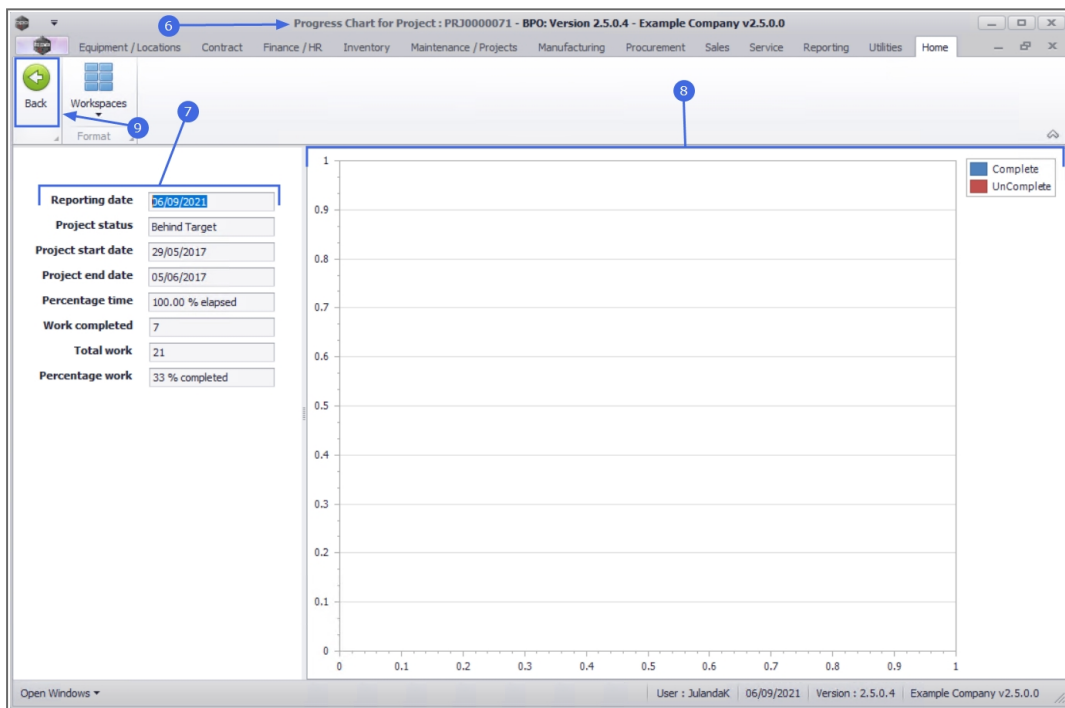 6
Progress Chart for Project : PRJ0000071 - BPO: Version 2.5.0.4 - Example Company v2.5.0.0
Equipment / Locations Contract Finance / HR Inventory Maintenance / Projects Manufacturing Procurement Sales Service Reporting Utilities Home
Back
Workspaces
Format
9
7
8
Reporting date 06/09/2021
Project status Behind Target
Project start date 29/05/2017
Project end date 05/06/2017
Percentage time 100.00 % elapsed
Work completed 7
Total work 21
Percentage work 33 % completed
1
0.9
0.8
0.7
0.6
0.5
0.4
0.3
0.2
0.1
0
0 0.1 0.2 0.3 0.4 0.5 0.6 0.7 0.8 0.9 1
Complete
UnComplete
Open Windows
User : JulandaK 06/09/2021 Version : 2.5.0.4 Example Company v2.5.0.0